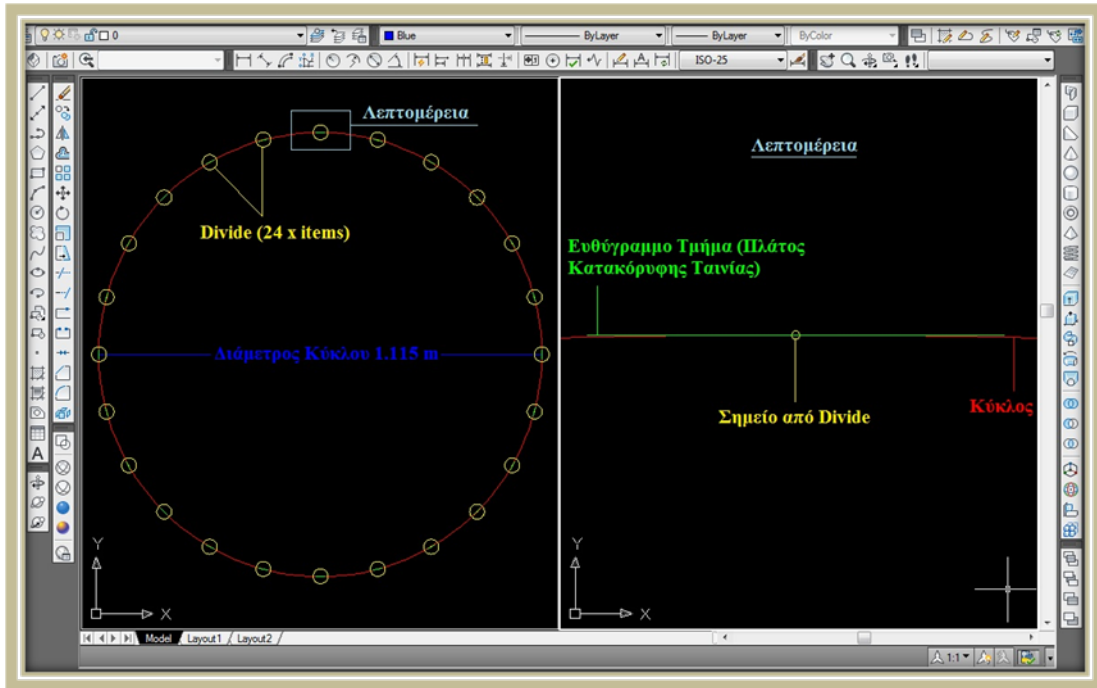 0
Blue
ByLayer
ByLayer
ByColor
ISO-25
Λεπτομέρεια
Divide (24 x items)
Διάμετρος Κύκλου 1.115 m
Y
X
Λεπτομέρεια
Ευθύγραμμο Τμήμα (Πλάτος
Κατακόρυφης Ταινίας)
Σημείο από Divide
Κύκλος
Y
X
Model
Layout1
Layout2
1:1